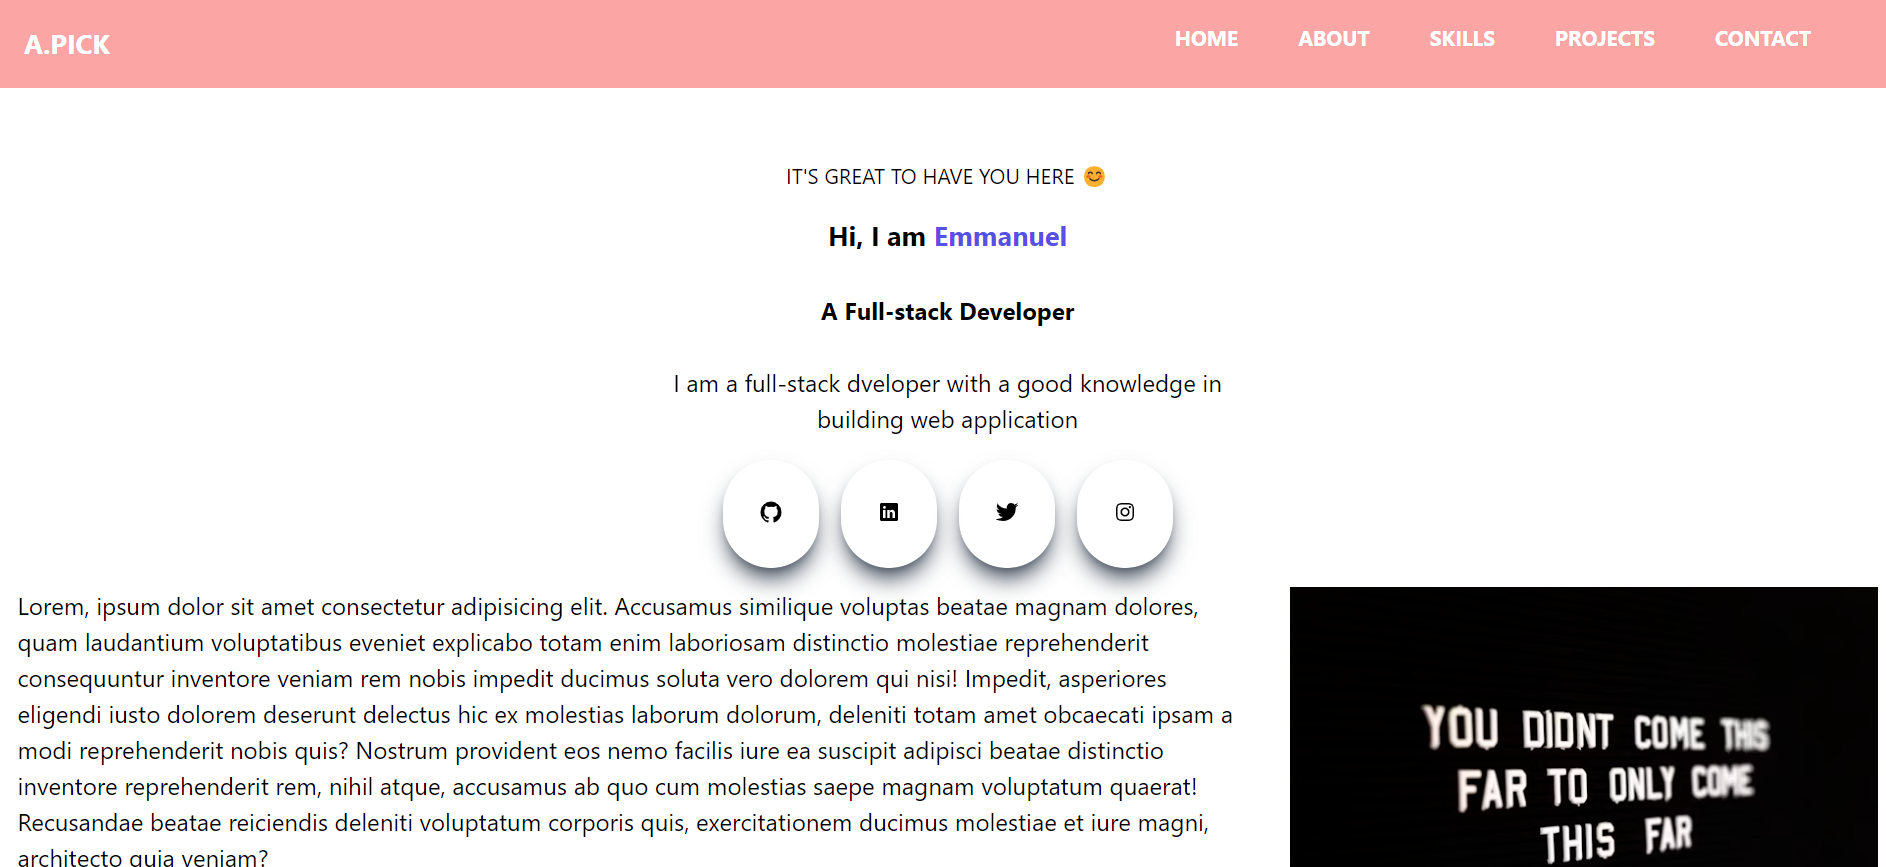 A.PICK
HOME ABOUT SKILLS PROJECTS CONTACT
IT'S GREAT TO HAVE YOU HERE 😊
Hi, I am Emmanuel
A Full-stack Developer
I am a full-stack dveloper with a good knowledge in
building web application
Lorem, ipsum dolor sit amet consectetur adipisicing elit. Accusamus similique voluptas beatae magnam dolores,
quam laudantium voluptatibus eveniet explicabo totam enim laboriosam distinctio molestiae reprehenderit
consequuntur inventore veniam rem nobis impedit ducimus soluta vero dolorem qui nisi! Impedit, asperiores
eligendi iusto dolorem deserunt delectus hic ex molestias laborum dolorum, deleniti totam amet obcaecati ipsam a
modi reprehenderit nobis quis? Nostrum provident eos nemo facilis iure ea suscipit adipisci beatae distinctio
inventore reprehenderit rem, nihil atque, accusamus ab quo cum molestias saepe magnam voluptatum quaerat!
Recusandae beatae reiciendis deleniti voluptatum corporis quis, exercitationem ducimus molestiae et iure magni,
architecto quia veniam?
YOU DIDNT COME THIS
FAR TO ONLY COME
THIS FAR